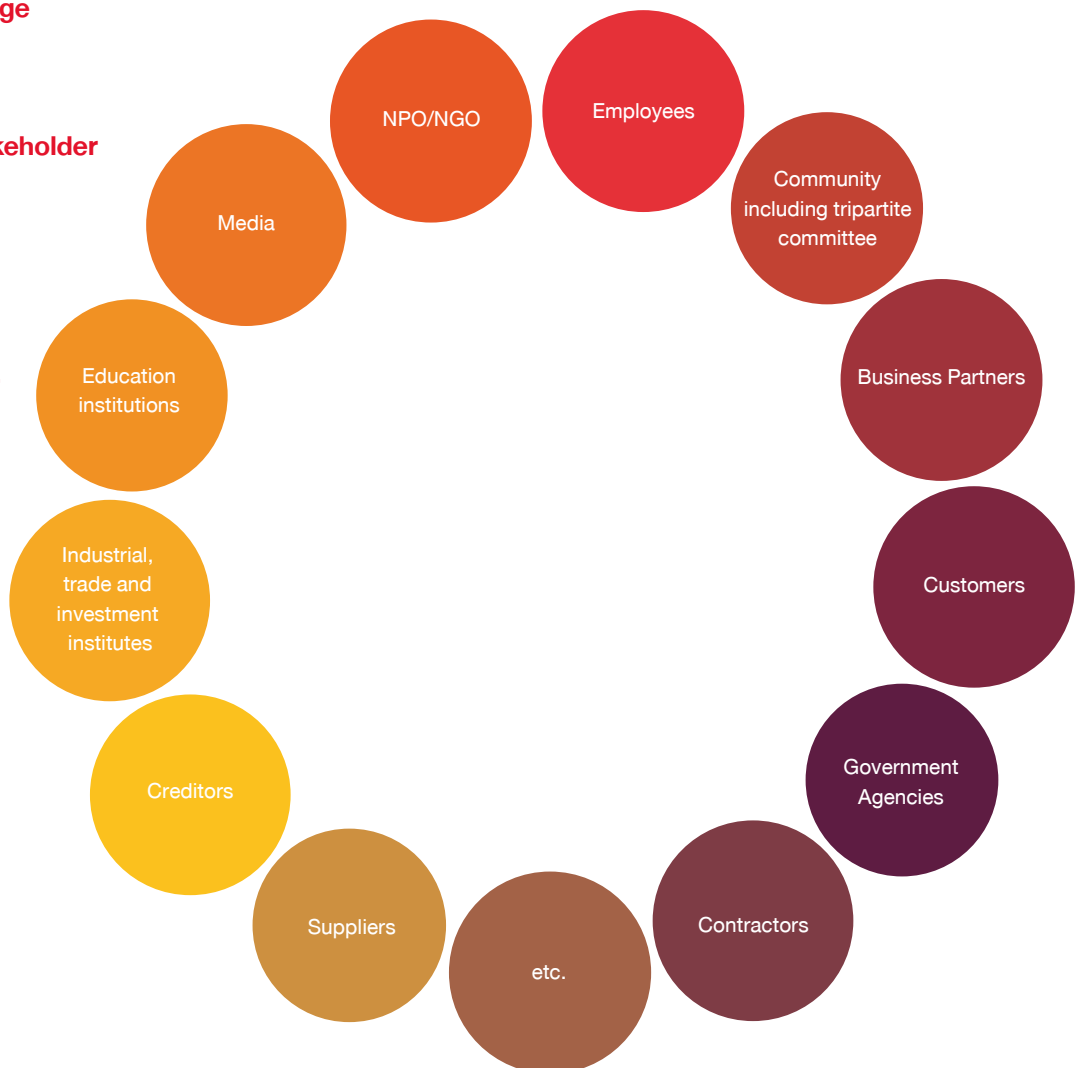 ge
keholder
NPO/NGO
Employees
Community
including tripartite
committee
Media
Business Partners
Education
institutions
Customers
Industrial,
trade and
investment
institutes
Government
Agencies
Creditors
Contractors
Suppliers
etc.